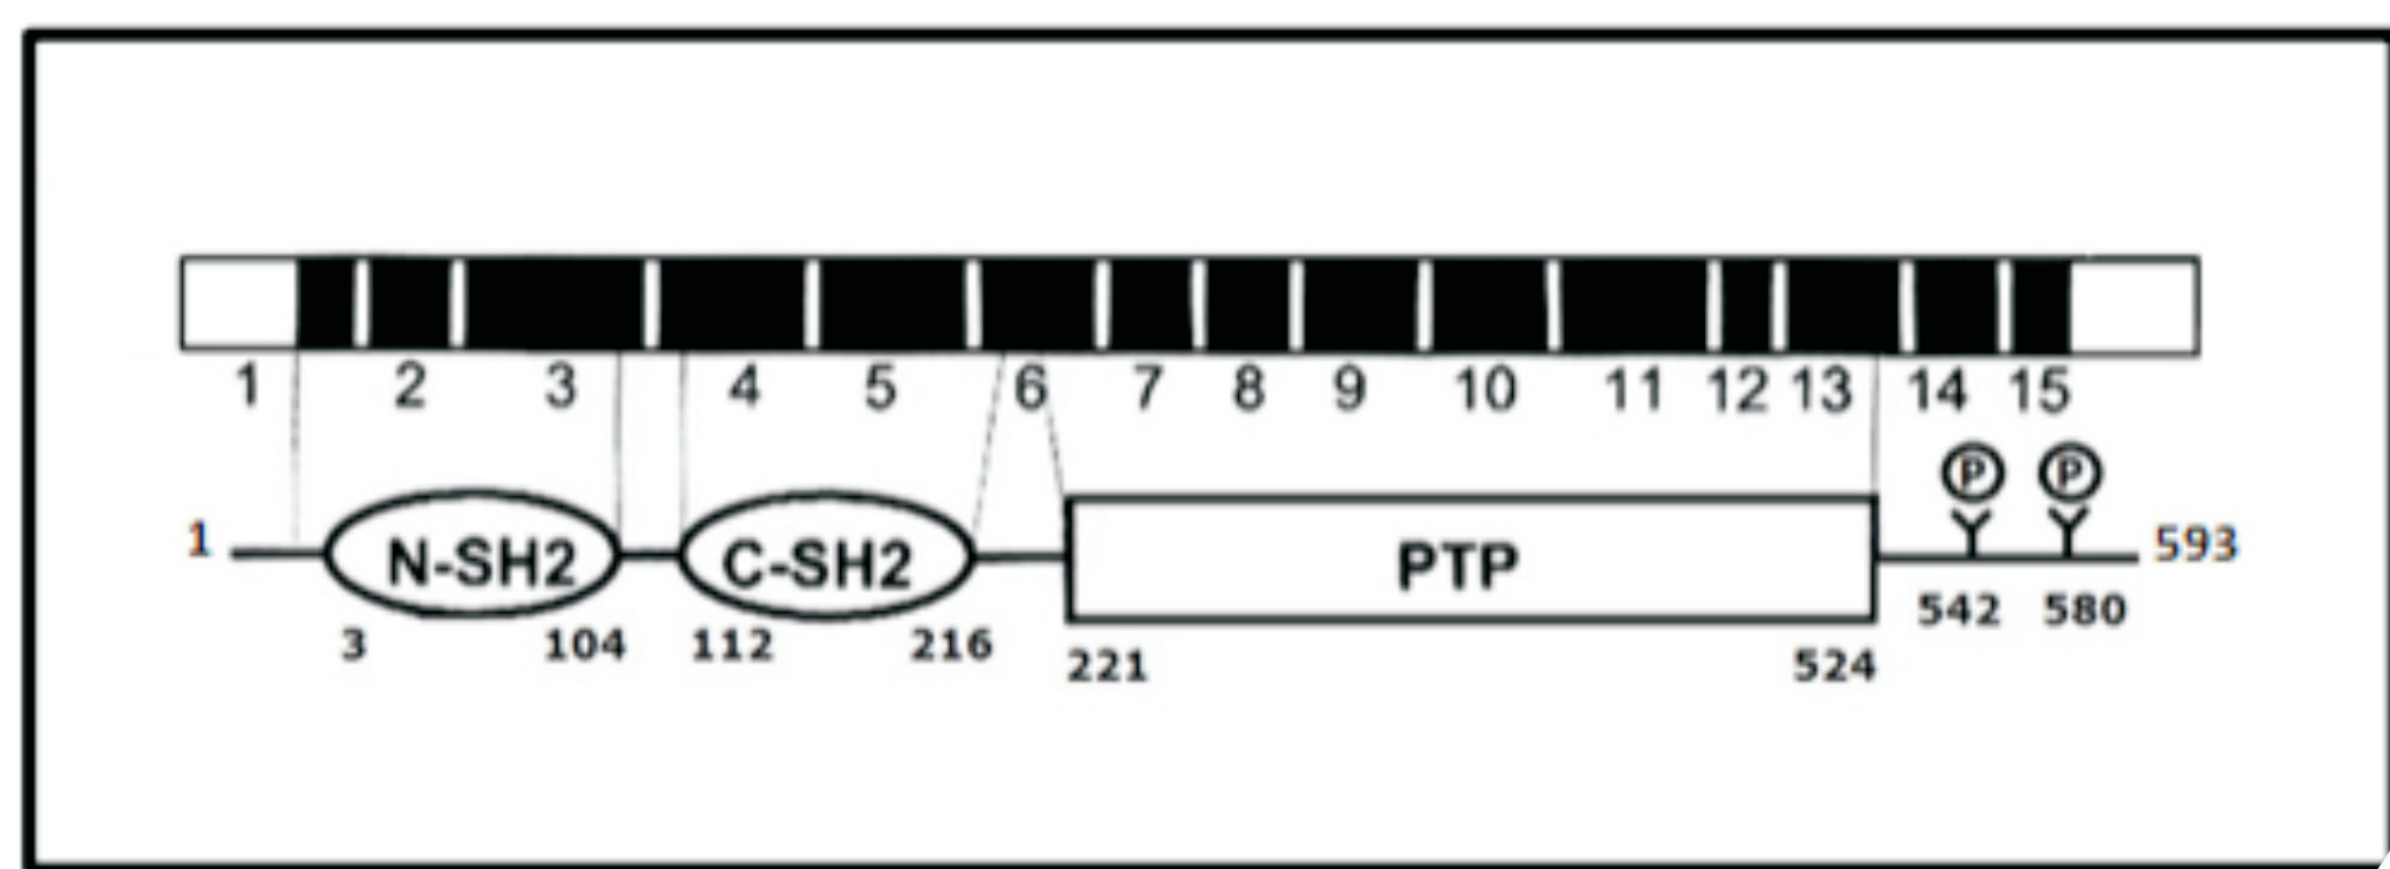 1 2 3 4 5 6 7 8 9 10 11 12 13 14 15
P P
1 N-SH2 C-SH2 PTP 593
3 104 112 216 221 524 542 580